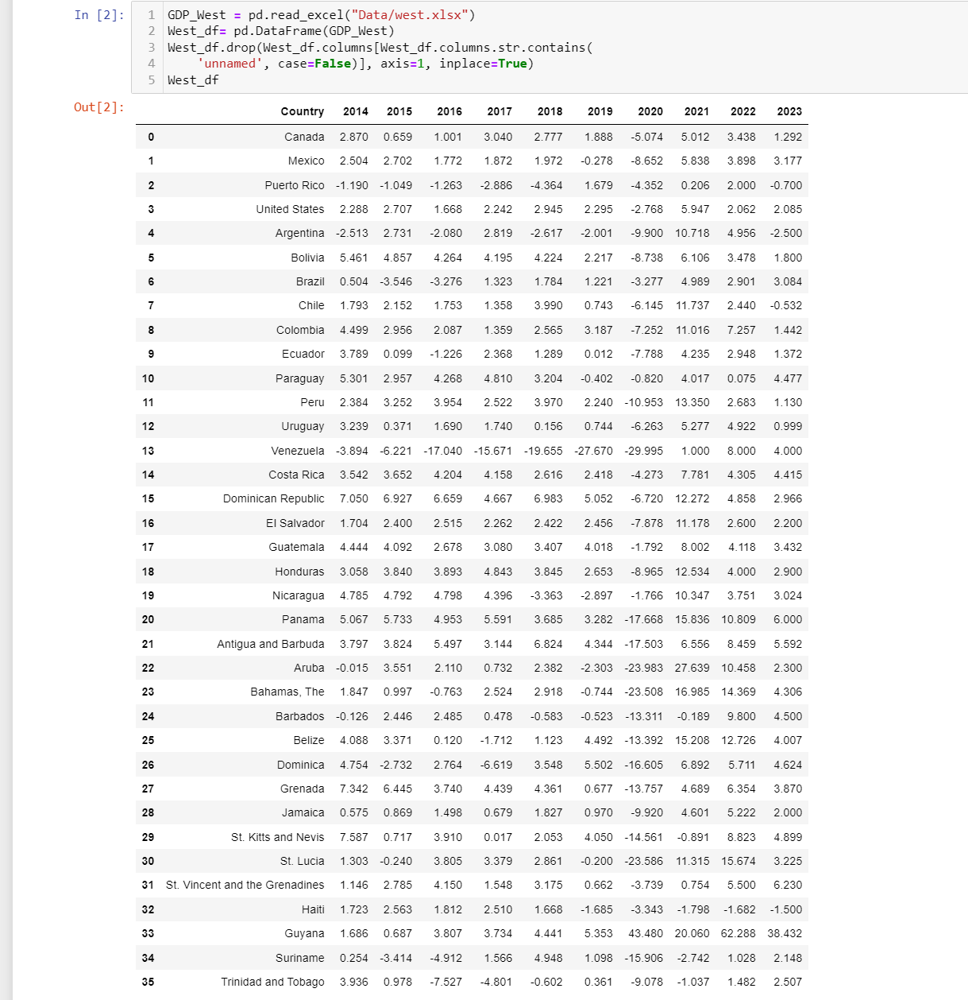 In [2]:
1 GDP_West = pd.read_excel("Data/west.xlsx")
2 West_df= pd.DataFrame(GDP_West)
3 West_df.drop(West_df.columns[West_df.columns.str.contains(
4     'unnamed', case=False)], axis=1, inplace=True)
5 West_df
Out[2]:
Country 2014 2015 2016 2017 2018 2019 2020 2021 2022 2023
0 Canada 2.870 0.659 1.001 3.040 2.777 1.888 -5.074 5.012 3.438 1.292
1 Mexico 2.504 2.702 1.772 1.872 1.972 -0.278 -8.652 5.838 3.898 3.177
2 Puerto Rico -1.190 -1.049 -1.263 -2.886 -4.364 1.679 -4.352 0.206 2.000 -0.700
3 United States 2.288 2.707 1.668 2.242 2.945 2.295 -2.768 5.947 2.062 2.085
4 Argentina -2.513 2.731 -2.080 2.819 -2.617 -2.001 -9.900 10.718 4.956 -2.500
5 Bolivia 5.461 4.857 4.264 4.195 4.224 2.217 -8.738 6.106 3.478 1.800
6 Brazil 0.504 -3.546 -3.276 1.323 1.784 1.221 -3.277 4.989 2.901 3.084
7 Chile 1.793 2.152 1.753 1.358 3.990 0.743 -6.145 11.737 2.440 -0.532
8 Colombia 4.499 2.956 2.087 1.359 2.565 3.187 -7.252 11.016 7.257 1.442
9 Ecuador 3.789 0.099 -1.226 2.368 1.289 0.012 -7.788 4.235 2.948 1.372
10 Paraguay 5.301 2.957 4.268 4.810 3.204 -0.402 -0.820 4.017 0.075 4.477
11 Peru 2.384 3.252 3.954 2.522 3.970 2.240 -10.953 13.350 2.683 1.130
12 Uruguay 3.239 0.371 1.690 1.740 0.156 0.744 -6.263 5.277 4.922 0.999
13 Venezuela -3.894 -6.221 -17.040 -15.671 -19.655 -27.670 -29.995 1.000 8.000 4.000
14 Costa Rica 3.542 3.652 4.204 4.158 2.616 2.418 -4.273 7.781 4.305 4.415
15 Dominican Republic 7.050 6.927 6.659 4.667 6.983 5.052 -6.720 12.272 4.858 2.966
16 El Salvador 1.704 2.400 2.515 2.262 2.422 2.456 -7.878 11.178 2.600 2.200
17 Guatemala 4.444 4.092 2.678 3.080 3.407 4.018 -1.792 8.002 4.118 3.432
18 Honduras 3.058 3.840 3.893 4.843 3.845 2.653 -8.965 12.534 4.000 2.900
19 Nicaragua 4.785 4.792 4.798 4.396 -3.363 -2.897 -1.766 10.347 3.751 3.024
20 Panama 5.067 5.733 4.953 5.591 3.685 3.282 -17.668 15.836 10.809 6.000
21 Antigua and Barbuda 3.797 3.824 5.497 3.144 6.824 4.344 -17.503 6.556 8.459 5.592
22 Aruba -0.015 3.551 2.110 0.732 2.382 -2.303 -23.983 27.639 10.458 2.300
23 Bahamas, The 1.847 0.997 -0.763 2.524 2.918 -0.744 -23.508 16.985 14.369 4.306
24 Barbados -0.126 2.446 2.485 0.478 -0.583 -0.523 -13.311 -0.189 9.800 4.500
25 Belize 4.088 3.371 0.120 -1.712 1.123 4.492 -13.392 15.208 12.726 4.007
26 Dominica 4.754 -2.732 2.764 -6.619 3.548 5.502 -16.605 6.892 5.711 4.624
27 Grenada 7.342 6.445 3.740 4.439 4.361 0.677 -13.757 4.689 6.354 3.870
28 Jamaica 0.575 0.869 1.498 0.679 1.827 0.970 -9.920 4.601 5.222 2.000
29 St. Kitts and Nevis 7.587 0.717 3.910 0.017 2.053 4.050 -14.561 -0.891 8.823 4.899
30 St. Lucia 1.303 -0.240 3.805 3.379 2.861 -0.200 -23.586 11.315 15.674 3.225
31 St. Vincent and the Grenadines 1.146 2.785 4.150 1.548 3.175 0.662 -3.739 0.754 5.500 6.230
32 Haiti 1.723 2.563 1.812 2.510 1.668 -1.685 -3.343 -1.798 -1.682 -1.500
33 Guyana 1.686 0.687 3.807 3.734 4.441 5.353 43.480 20.060 62.288 38.432
34 Suriname 0.254 -3.414 -4.912 1.566 4.948 1.098 -15.906 -2.742 1.028 2.148
35 Trinidad and Tobago 3.936 0.978 -7.527 -4.801 -0.602 0.361 -9.078 -1.037 1.482 2.507